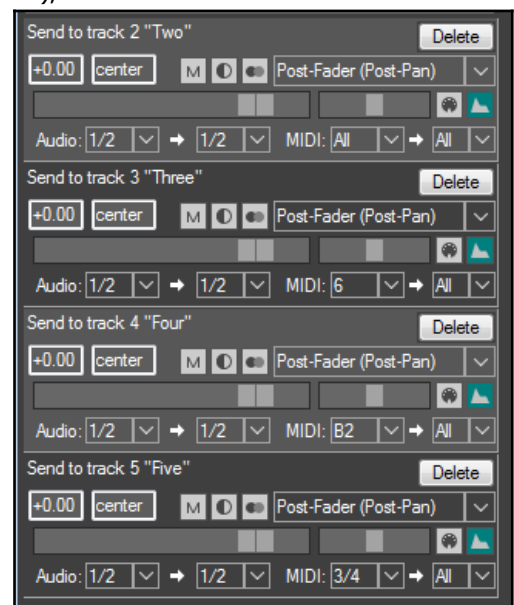 Send to track 2 "Two" Delete
+0.00 center M Post-Fader (Post-Pan)
Audio: 1/2 → 1/2 MIDI: All → All
Send to track 3 "Three" Delete
+0.00 center M Post-Fader (Post-Pan)
Audio: 1/2 → 1/2 MIDI: 6 → All
Send to track 4 "Four" Delete
+0.00 center M Post-Fader (Post-Pan)
Audio: 1/2 → 1/2 MIDI: B2 → All
Send to track 5 "Five" Delete
+0.00 center M Post-Fader (Post-Pan)
Audio: 1/2 → 1/2 MIDI: 3/4 → All